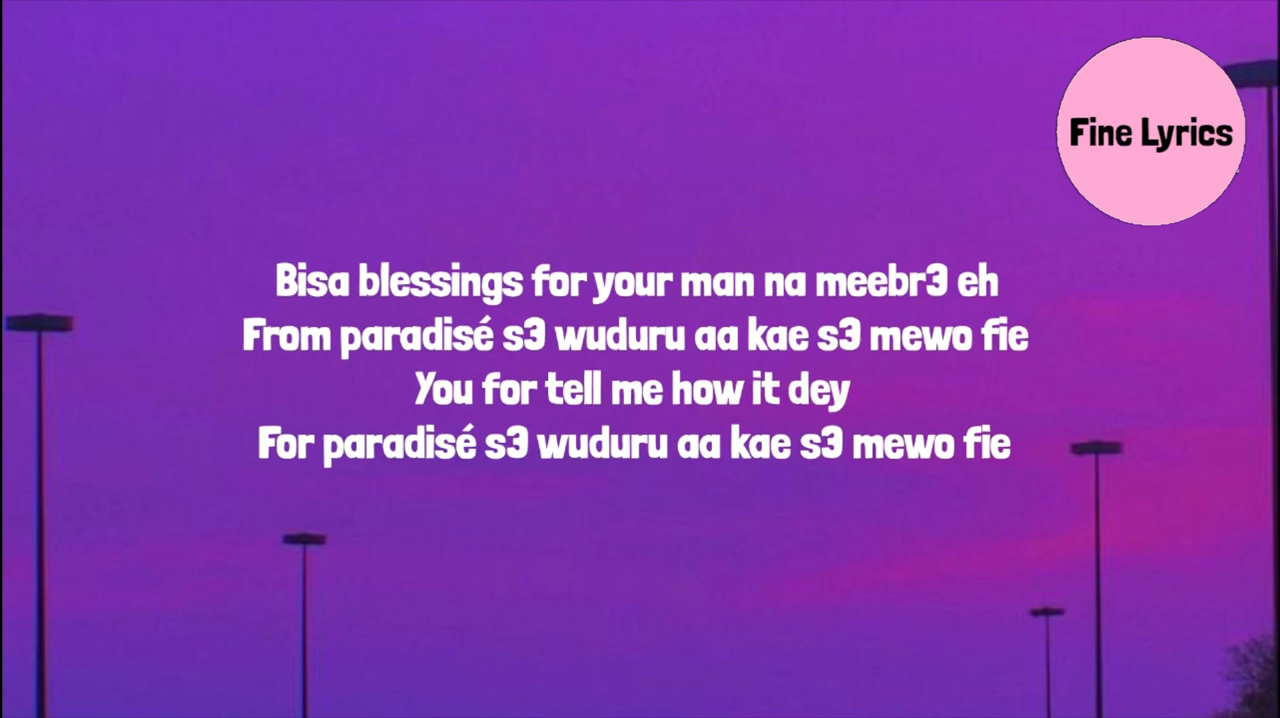 Fine Lyrics
Bisa blessings for your man na meebr3 eh
From paradisé s3 wuduru aa kae s3 mewo fie
You for tell me how it dey
For paradisé s3 wuduru aa kae s3 mewo fie